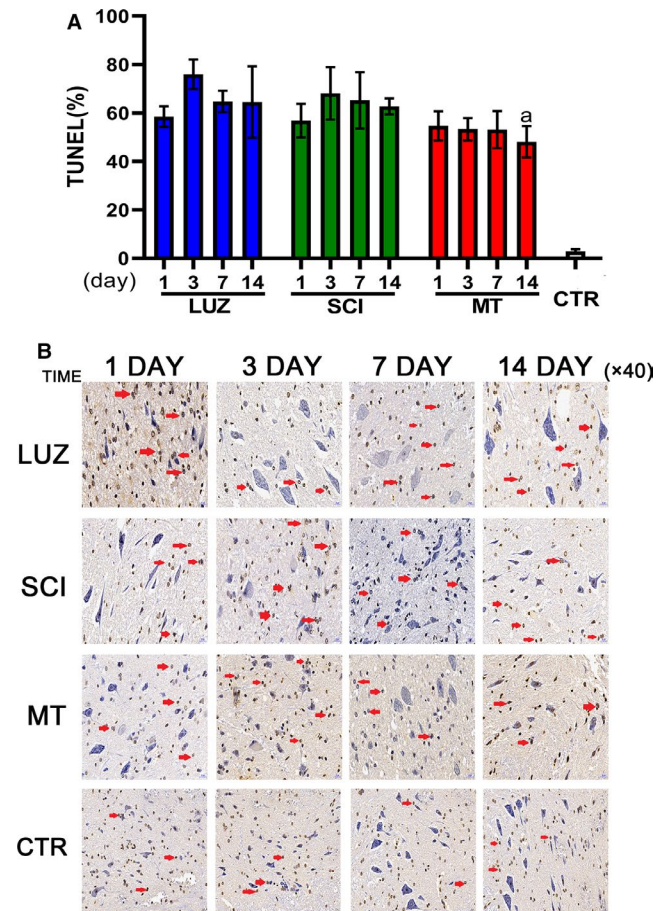 A
TUNEL(%)
100
80
60
40
20
0
a
(day)
1 3 7 14 1 3 7 14 1 3 7 14
LUZ SCI MT CTR
B
TIME 1 DAY 3 DAY 7 DAY 14 DAY (×40)
LUZ
SCI
MT
CTR